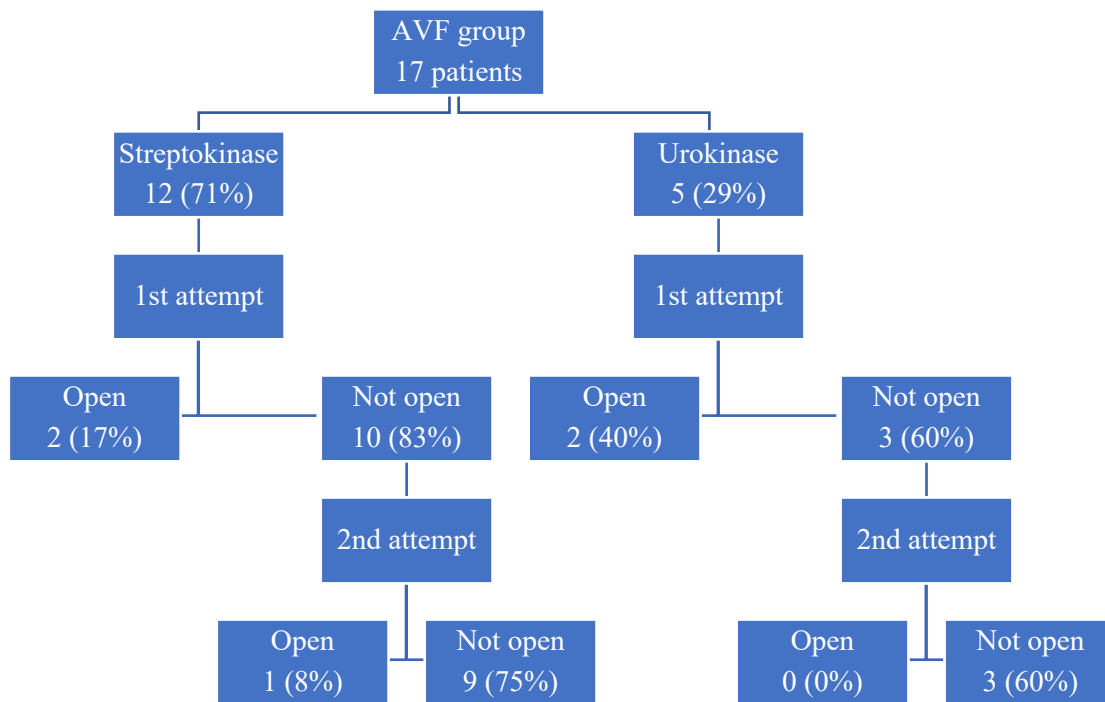 AVF group
17 patients
Streptokinase
12 (71%)
Urokinase
5 (29%)
1st attempt
1st attempt
Open
2 (17%)
Not open
10 (83%)
Open
2 (40%)
Not open
3 (60%)
2nd attempt
2nd attempt
Open
1 (8%)
Not open
9 (75%)
Open
0 (0%)
Not open
3 (60%)